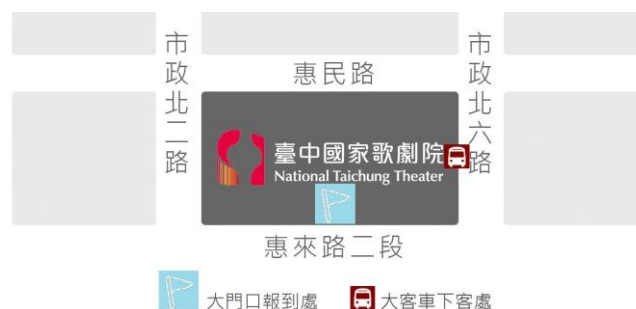 市政北二路
惠民路
市政北六路
臺中國家歌劇院
National Taichung Theater
惠來路二段
大門口報到處
大客車下客處